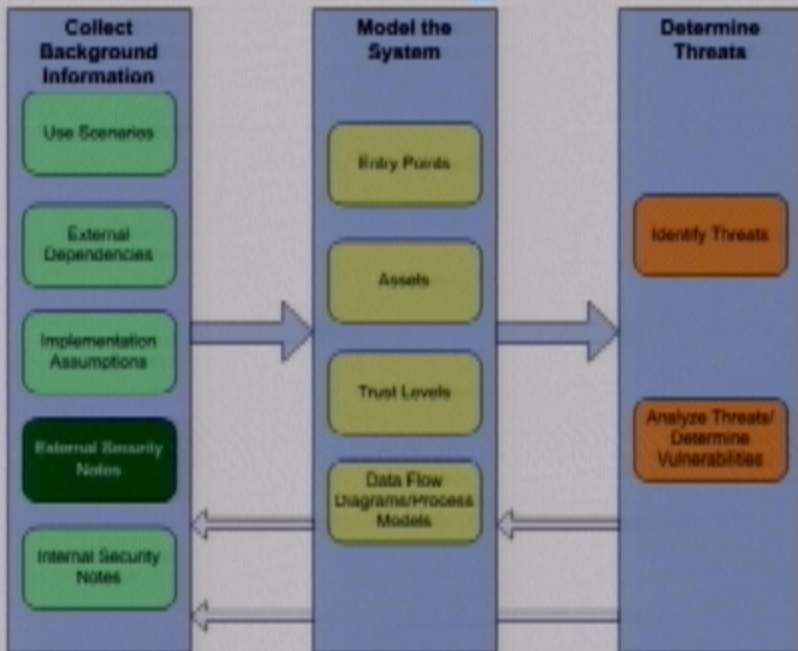 Collect
Background
Information
Use Scenarios
External
Dependencies
Implementation
Assumptions
External Security
Notes
Internal Security
Notes
Model the
System
Entry Points
Assets
Trust Levels
Data Flow
Diagrams/Process
Models
Determine
Threats
Identify Threats
Analyze Threats/
Determine
Vulnerabilities